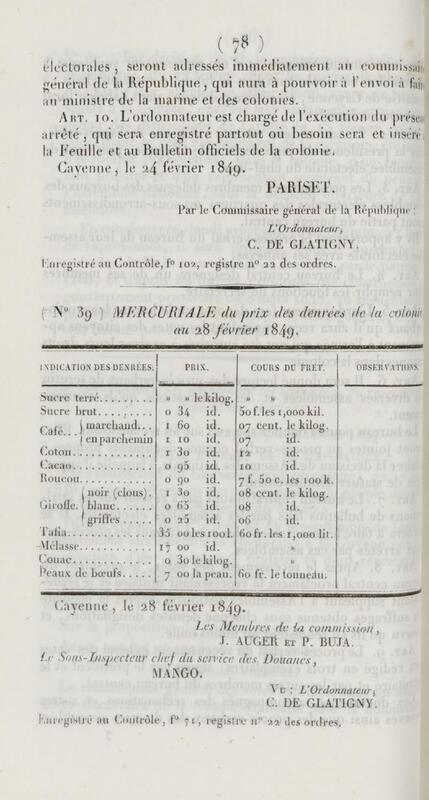 ( 78 )
électorales, seront adressés immédiatement au commissai
général de la République, qui aura à pourvoir à l'envoi à fai
au ministre de la marine et des colonies.
ART. 10. L'ordonnateur est chargé de l'exécution du prése
arrêté, qui sera enregistré partout où besoin sera et inséré
la Feuille et au Bulletin officiels de la colonie.
Cayenne, le 24 février 1849.
PARISET.
Par le Commissaire général de la République :
L'Ordonnateur,
C. DE GLATIGNY.
Enregistré au Contrôle, f° 102, registre n° 22 des ordres.
( N° 39 ) MERCURIALE du prix des denrées de la coloni
au 28 février 1849.
INDICATION DES DENRÉES. PRIX. COURS DU FRET. OBSERVATIONS.
Sucre terré......... » » le kilog. » »
Sucre brut......... 0 34 id. 50 f. les 1,000 kil.
Café... { marchand... 1 60 id. 07 cent. le kilog.
{ en parchemin 1 10 id. 07 id.
Coton............. 1 30 id. 12 id.
Cacao............. 0 95 id. 10 id.
Roucou........... 0 90 id. 7 f. 50 c. les 100 k.
Girofle. { noir (clous). 1 30 id. 08 cent. le kilog.
{ blanc...... 0 65 id. 08 id.
{ griffes..... 0 25 id. 06 id.
Tafia............. 35 00 les 100 l. 60 fr. les 1,000 lit.
Mélasse........... 17 00 id. »
Couac............ 0 30 le kilog. »
Peaux de bœufs..... 7 00 la peau. 60 fr. le tonneau.
Cayenne, le 28 février 1849.
Les Membres de la commission,
J. AUGER ET P. BUJA.
Le Sous-Inspecteur chef du service des Douanes,
MANGO.
VU : L'Ordonnateur,
C. DE GLATIGNY.
Enregistré au Contrôle, f° 71, registre n° 22 des ordres.